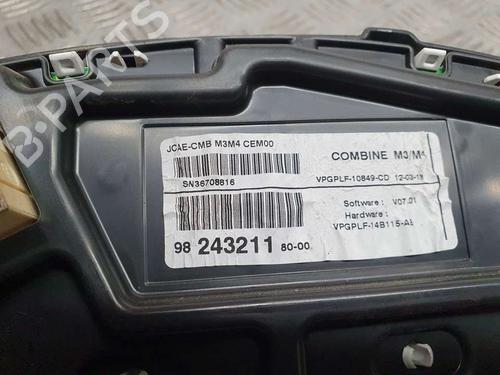 B-PARTS
JCAE-CMB M3M4 CEM00
COMBINE M3/M4
SN36708816
VPGPLF-10849-CD 12-03-18
Software : V07.01
Hardware :
VPGPLF-14B115-AB
98 243211 80-00